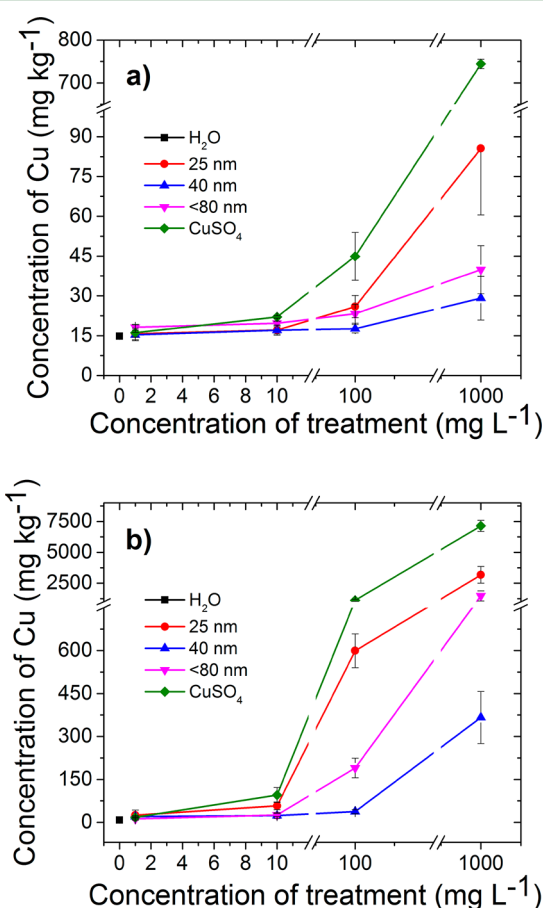 a)
Concentration of Cu (mg kg-1)
800
700
90
75
60
45
30
15
0
H2O
25 nm
40 nm
<80 nm
CuSO4
0 2 4 6 8 10 100 1000
Concentration of treatment (mg L-1)
b)
Concentration of Cu (mg kg-1)
7500
5000
2500
600
450
300
150
0
H2O
25 nm
40 nm
<80 nm
CuSO4
0 2 4 6 8 10 100 1000
Concentration of treatment (mg L-1)